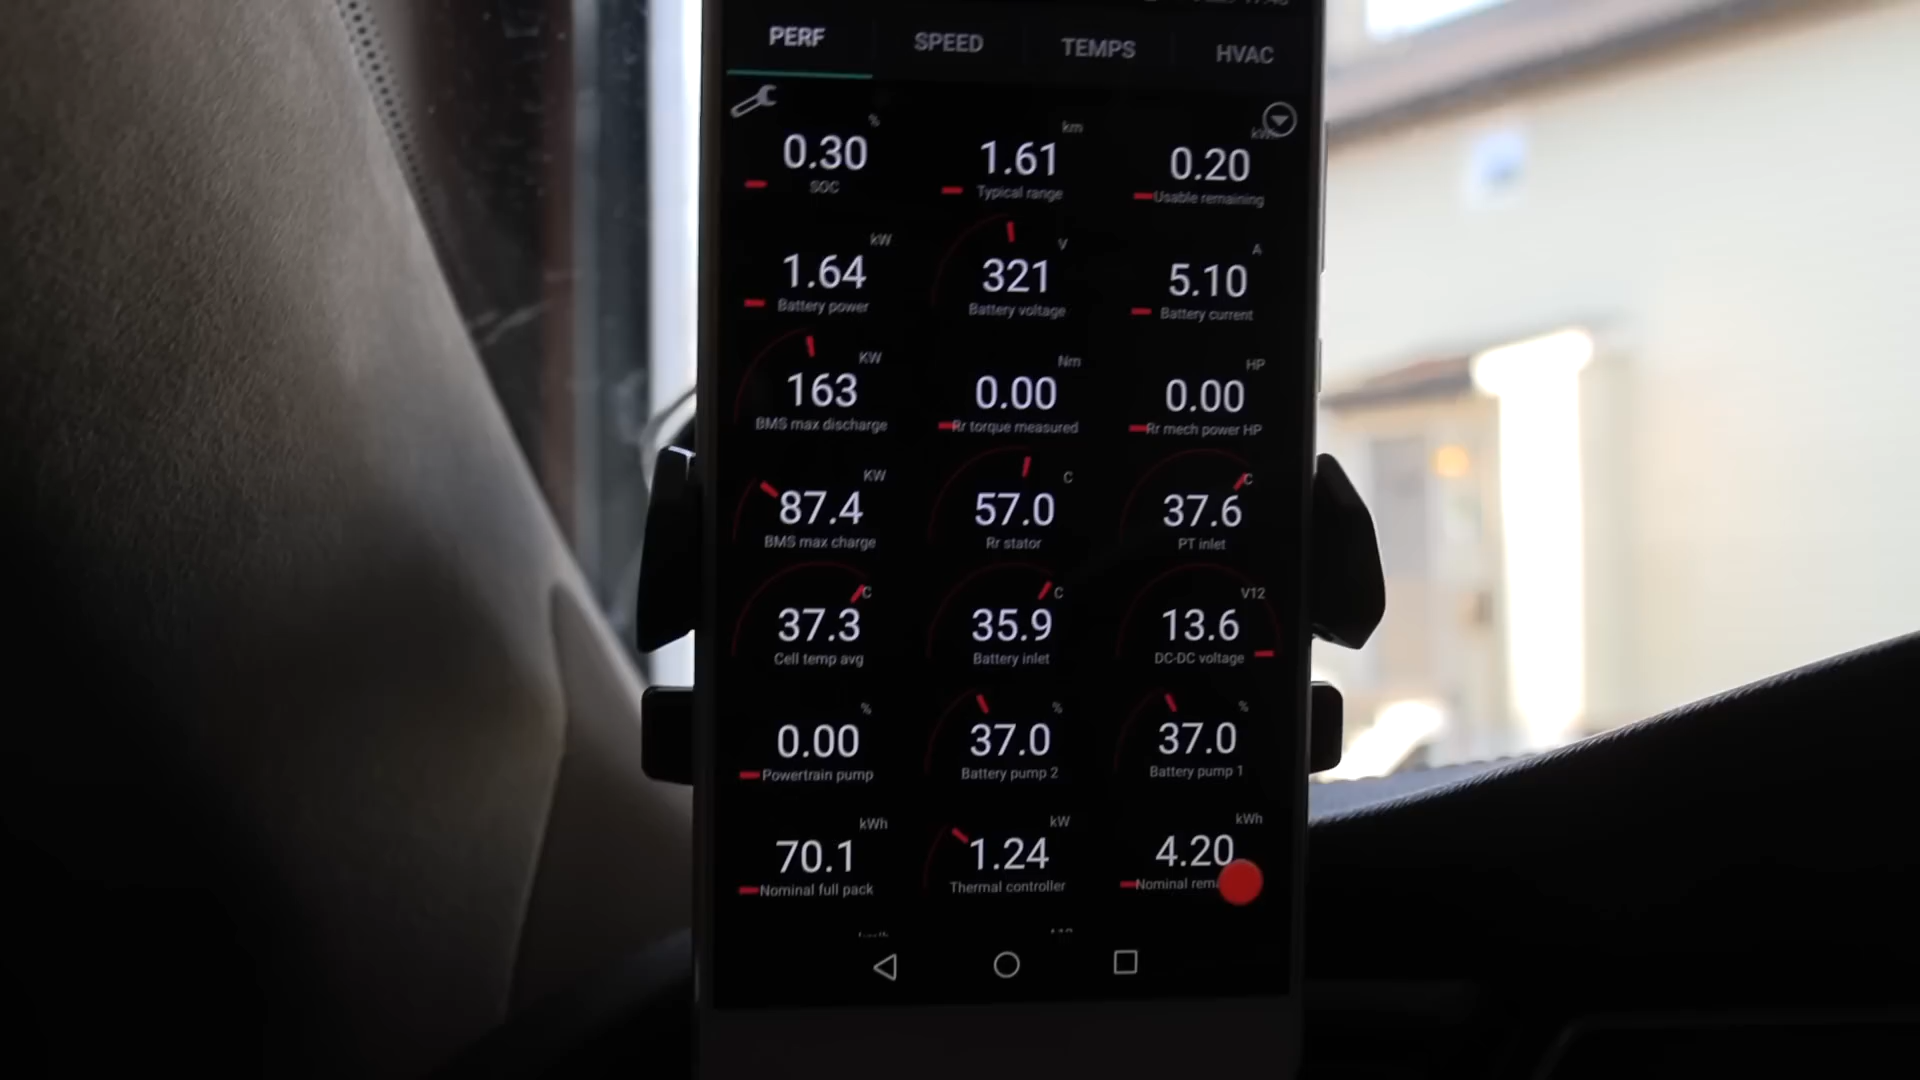 PERF SPEED TEMPS HVAC
% km
0.30 1.61 0.20
SOC Typical range Usable remaining
kW V A
1.64 321 5.10
Battery power Battery voltage Battery current
KW Nm HP
163 0.00 0.00
BMS max discharge Rr torque measured Rr mech power HP
KW C C
87.4 57.0 37.6
BMS max charge Rr stator PT inlet
C C V12
37.3 35.9 13.6
Cell temp avg Battery inlet DC-DC voltage
% % %
0.00 37.0 37.0
Powertrain pump Battery pump 2 Battery pump 1
kWh kW kWh
70.1 1.24 4.20
Nominal full pack Thermal controller Nominal